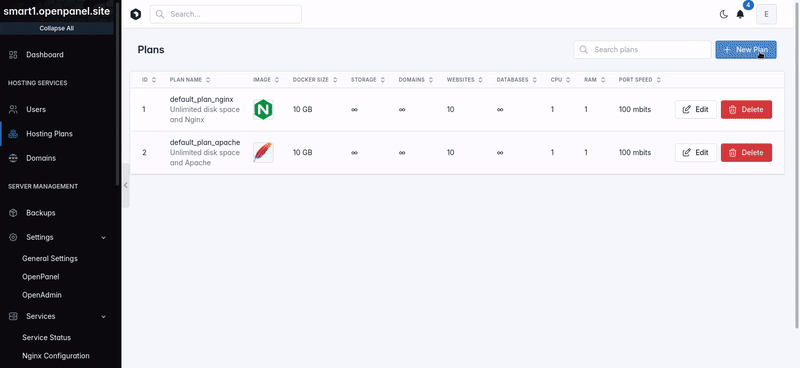 smart1.openpanel.site
Collapse All
Dashboard
HOSTING SERVICES
Users
Hosting Plans
Domains
SERVER MANAGEMENT
Backups
Settings
General Settings
OpenPanel
OpenAdmin
Services
Service Status
Nginx Configuration
Search...
4
E
Plans
Search plans
New Plan
ID PLAN NAME IMAGE DOCKER SIZE STORAGE DOMAINS WEBSITES DATABASES CPU RAM PORT SPEED
1 default_plan_nginx 10 GB ∞ ∞ 10 ∞ 1 1 100 mbits Edit Delete
Unlimited disk space
and Nginx
2 default_plan_apache 10 GB ∞ ∞ 10 ∞ 1 1 100 mbits Edit Delete
Unlimited disk space
and Apache